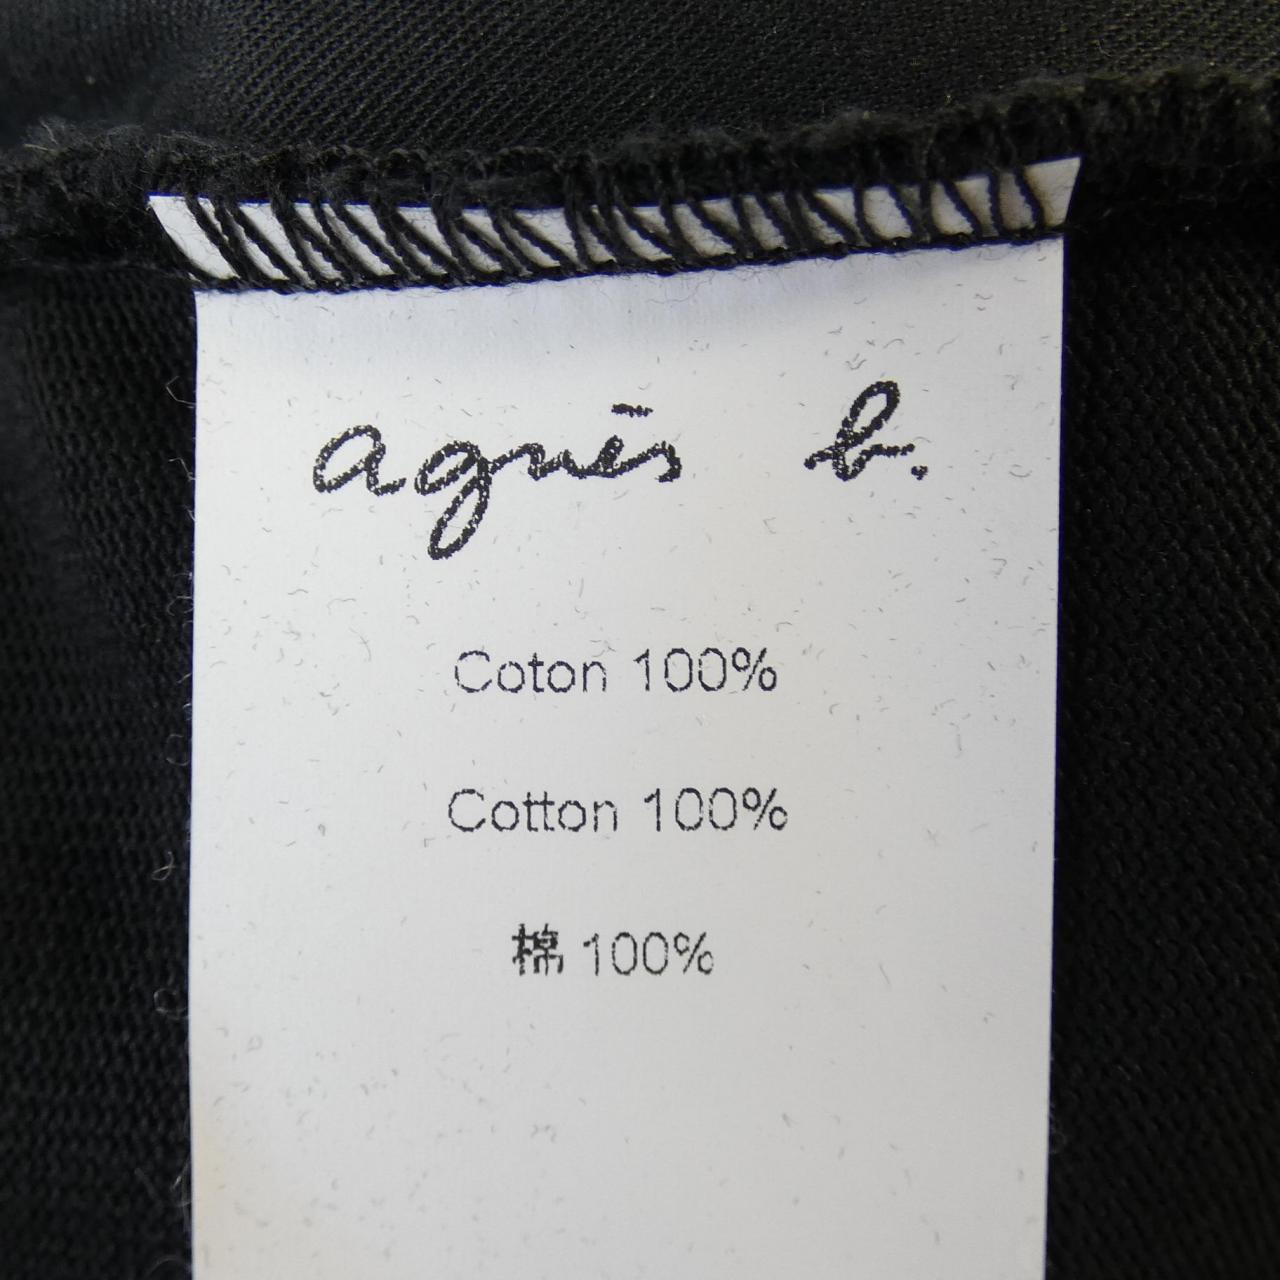 agnès b.
Coton 100%
Cotton 100%
棉 100%